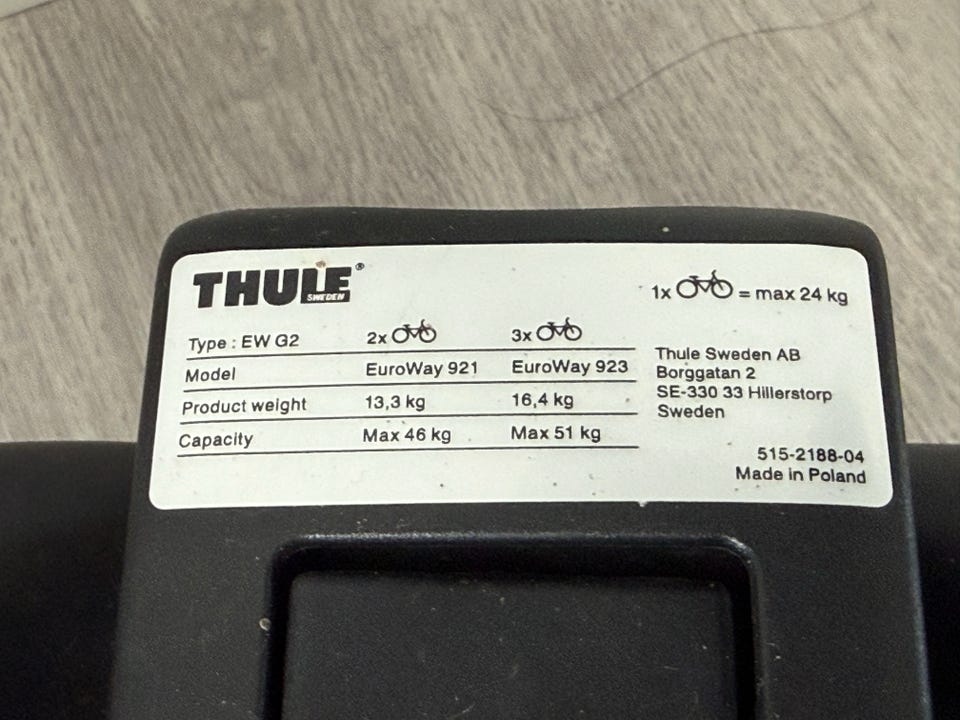 THULE®
SWEDEN
1x = max 24 kg
Type : EW G2 2x 3x
Model EuroWay 921 EuroWay 923
Product weight 13,3 kg 16,4 kg
Capacity Max 46 kg Max 51 kg
Thule Sweden AB
Borggatan 2
SE-330 33 Hillerstorp
Sweden
515-2188-04
Made in Poland